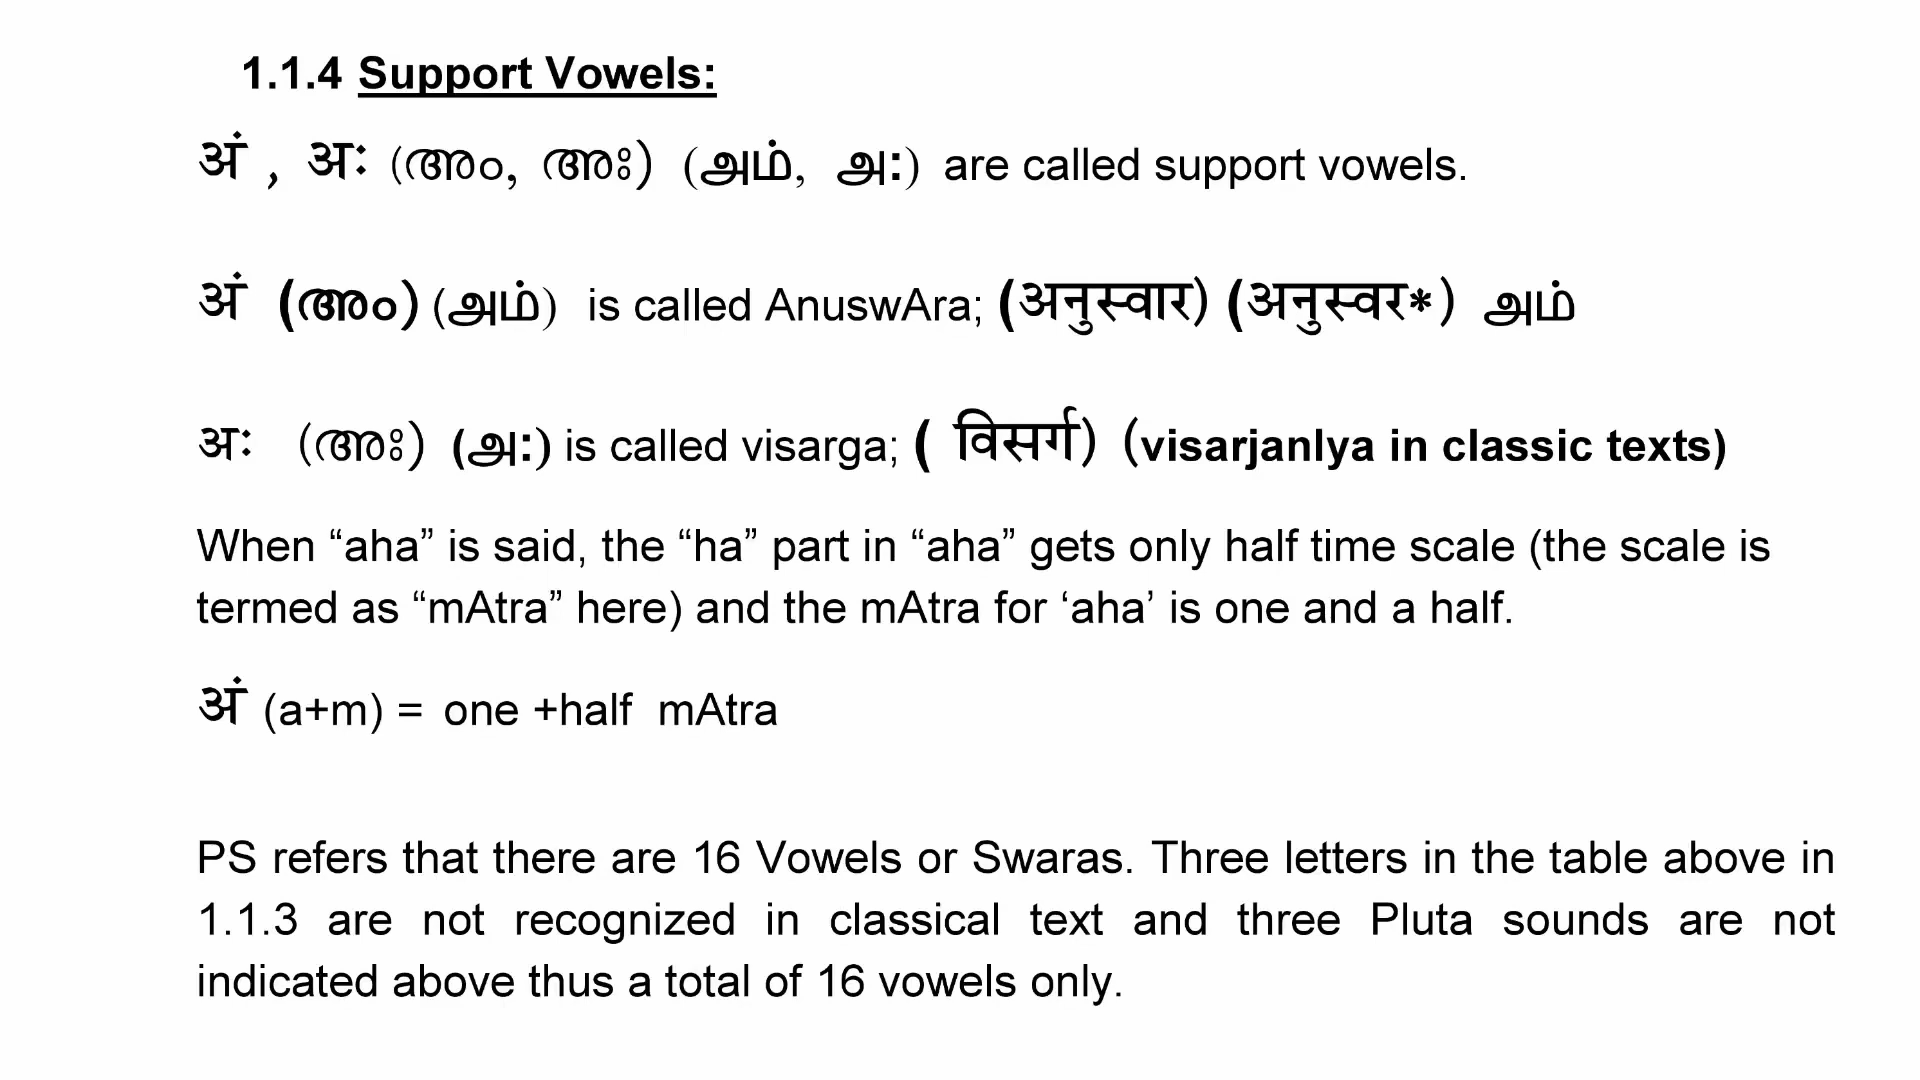 1.1.4 Support Vowels:
अं , अः (അം, അഃ) (அம், அ:) are called support vowels.
अं (അം) (அம்) is called AnuswAra; (अनुस्वार) (अनुस्वर*) அம்
अः (അഃ) (அ:) is called visarga; ( विसर्ग) (visarjanIya in classic texts)
When “aha” is said, the “ha” part in “aha” gets only half time scale (the scale is
termed as “mAtra” here) and the mAtra for ‘aha’ is one and a half.
अं (a+m) = one +half mAtra
PS refers that there are 16 Vowels or Swaras. Three letters in the table above in
1.1.3 are not recognized in classical text and three Pluta sounds are not
indicated above thus a total of 16 vowels only.